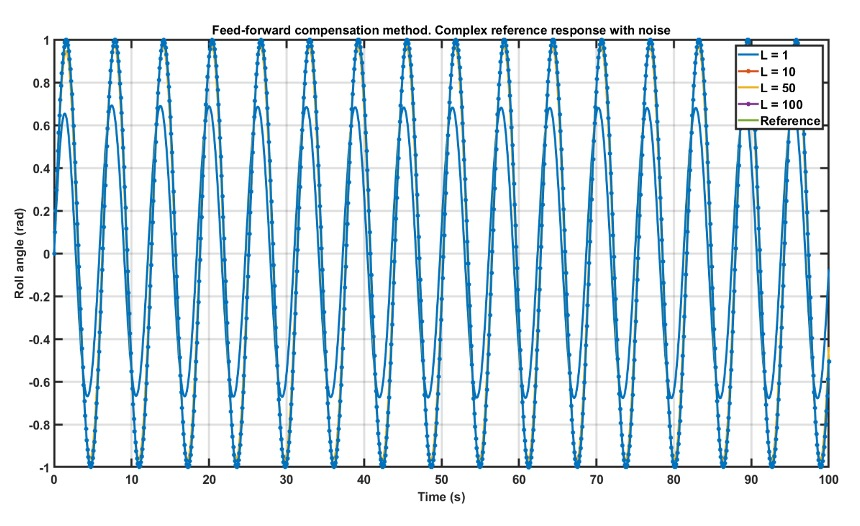 Feed-forward compensation method. Complex reference response with noise
1
0.8
0.6
0.4
0.2
0
-0.2
-0.4
-0.6
-0.8
-1
Roll angle (rad)
L = 1
L = 10
L = 50
L = 100
Reference
0 10 20 30 40 50 60 70 80 90 100
Time (s)